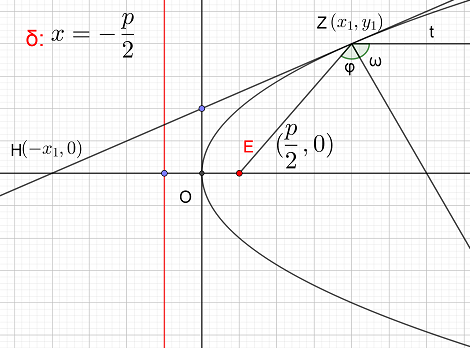 δ: x = -p/2
Z (x₁, y₁)
t
φ ω
H(-x₁, 0)
E (p/2, 0)
O